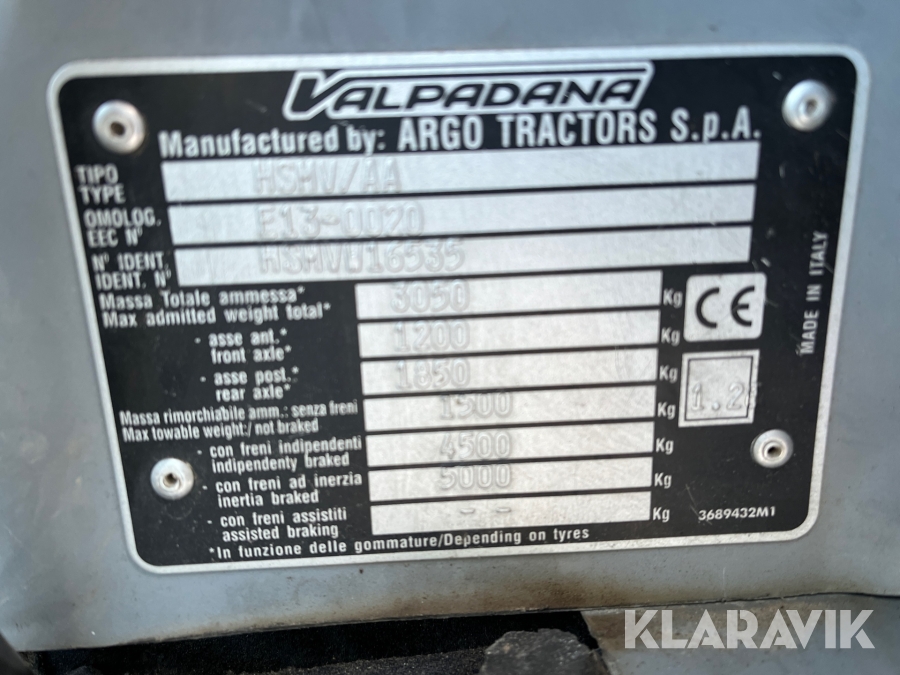 VALPADANA
Manufactured by: ARGO TRACTORS S.p.A.
TIPO
TYPE
HSMV/AA
OMOLOG.
EEC N°
E13-0020
N° IDENT.
IDENT. N°
HSMVW16535
Massa Totale ammessa*
Max admitted weight total*
3050 Kg
- asse ant.*
front axle*
1200 Kg
- asse post.*
rear axle*
1850 Kg
Massa rimorchiabile amm.: senza freni
Max towable weight:/ not braked
1500 Kg
- con freni indipendenti
indipendenty braked
4500 Kg
- con freni ad inerzia
inertia braked
5000 Kg
- con freni assistiti
assisted braking
-- Kg
*In funzione delle gommature/Depending on tyres
CE
MADE IN ITALY
3689432M1
KLARAVIK